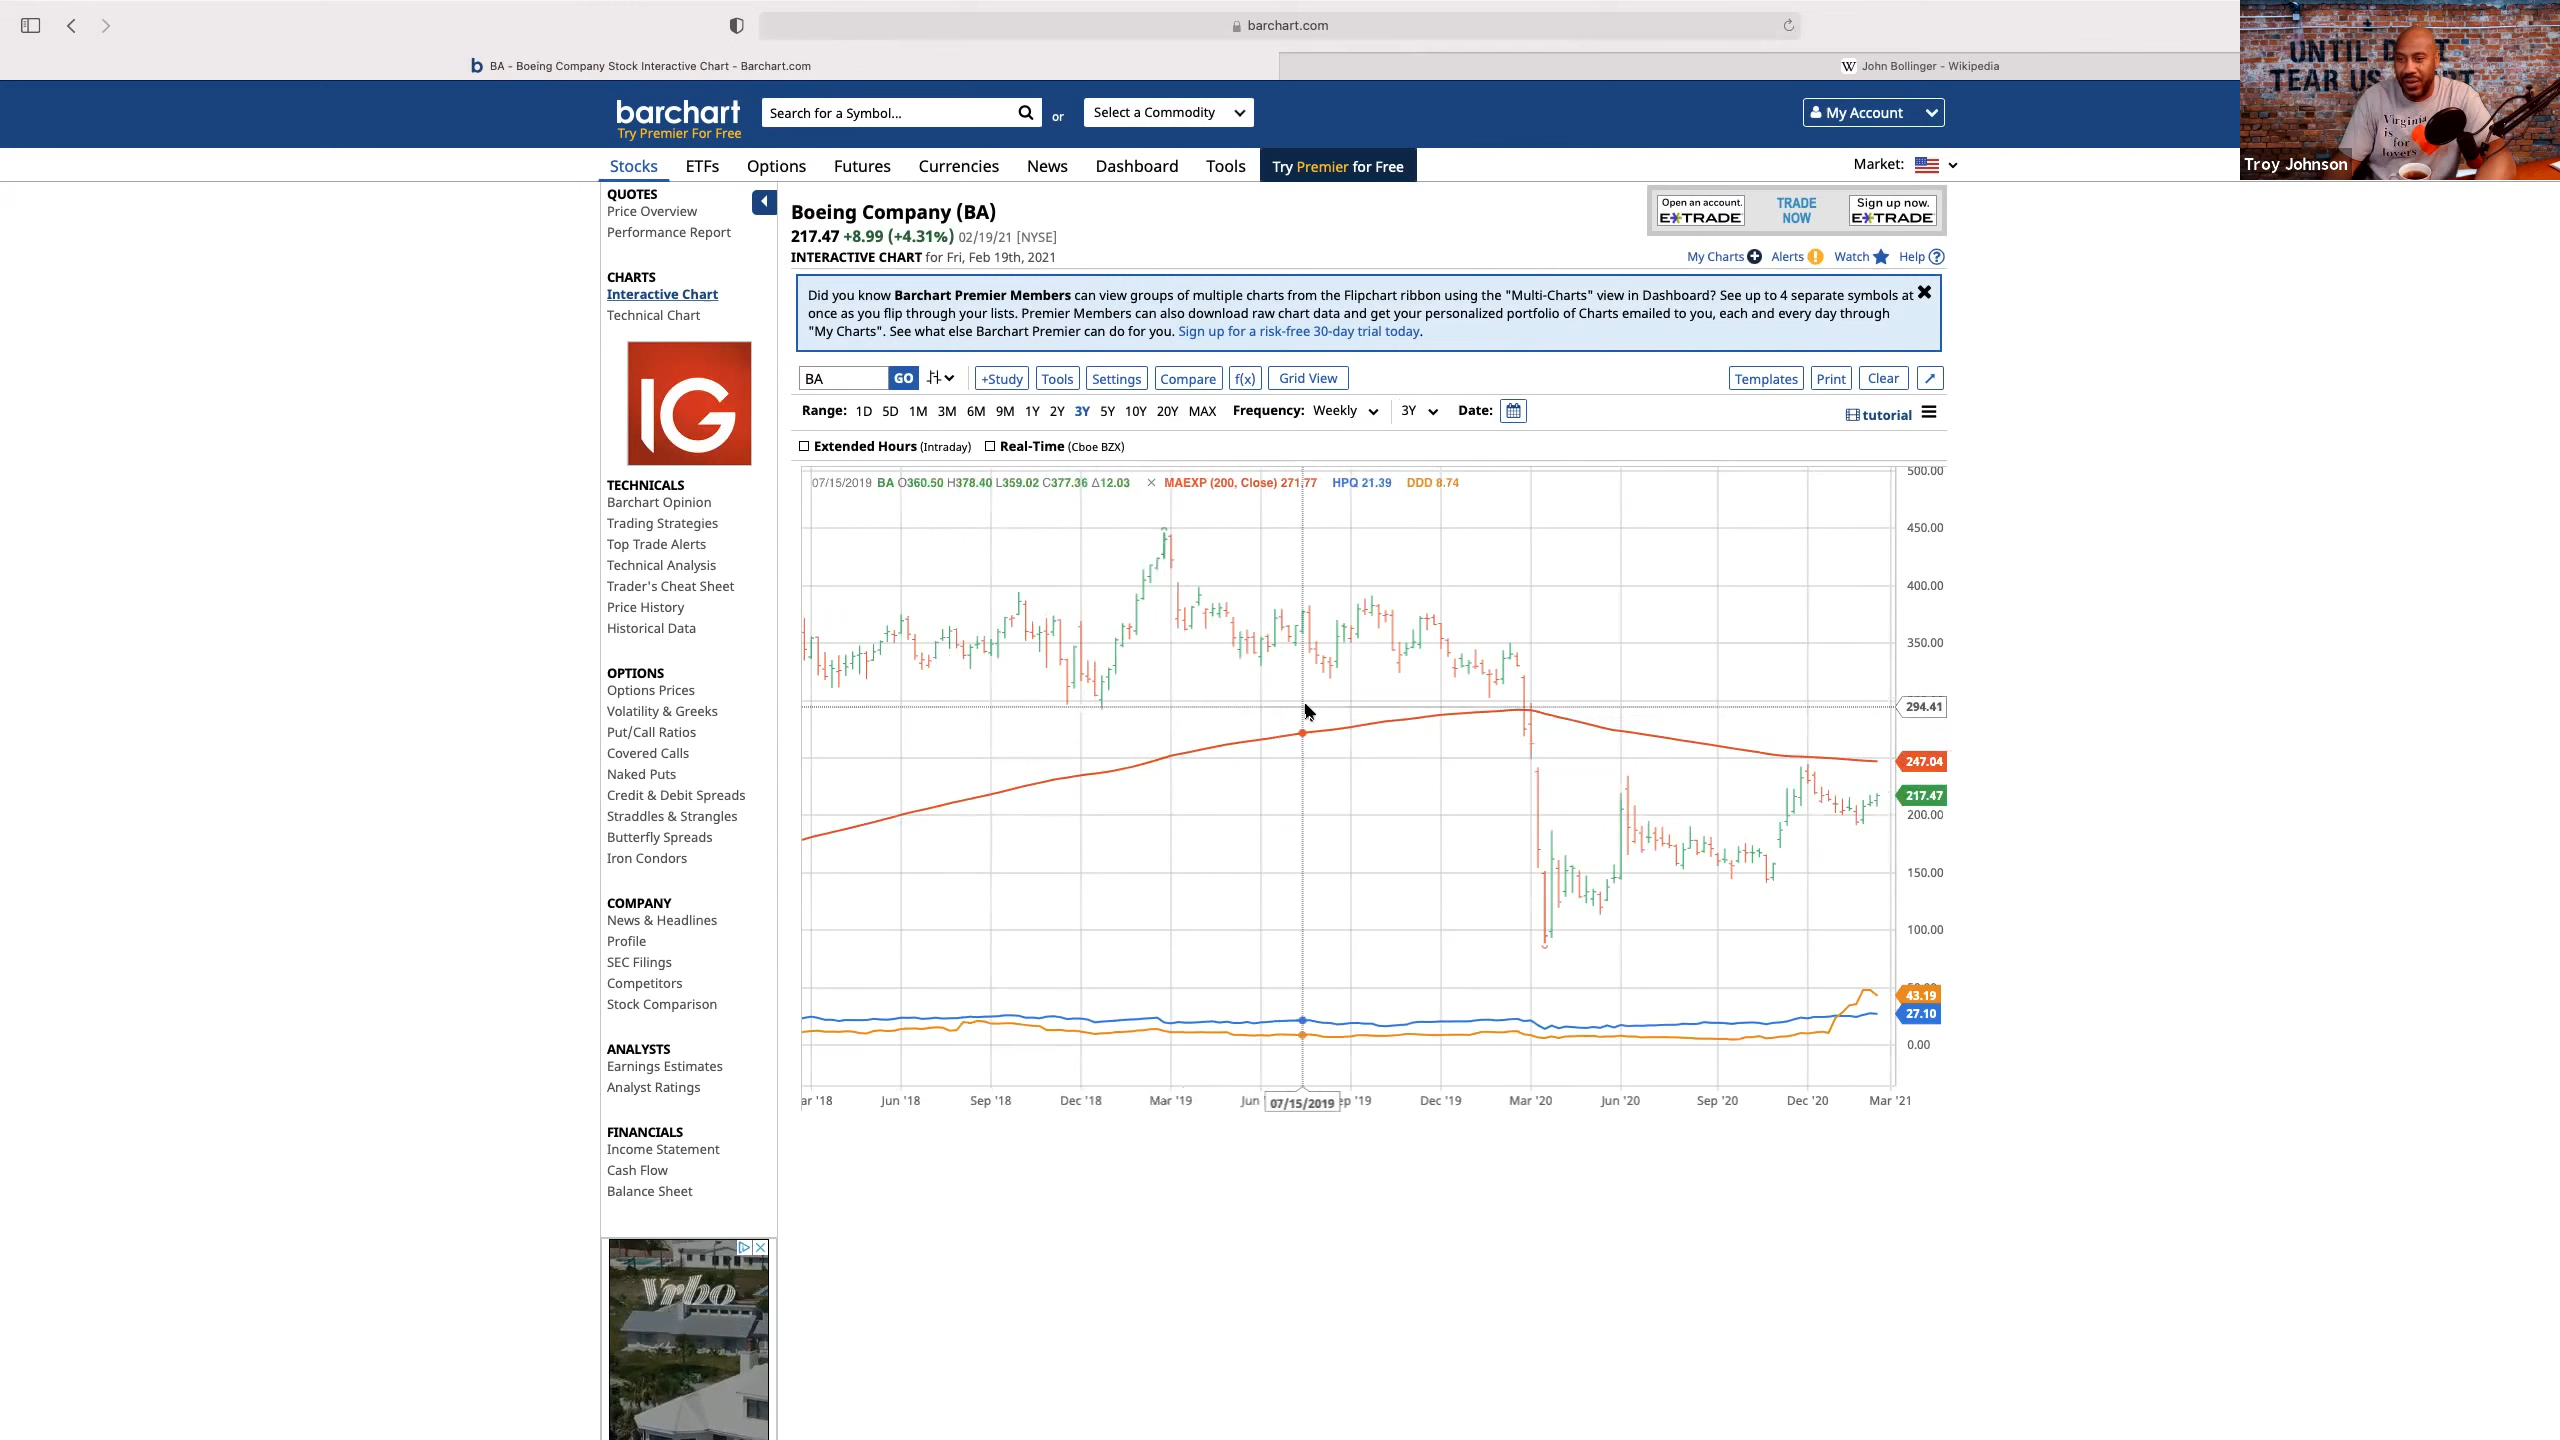 barchart.com
BA - Boeing Company Stock Interactive Chart - Barchart.com
John Bollinger - Wikipedia
UNTIL
TEAR US
Virginia
is
for
lovers
Troy Johnson
barchart
Try Premier For Free
Search for a Symbol...
or
Select a Commodity
My Account
Stocks ETFs Options Futures Currencies News Dashboard Tools Try Premier for Free
Market:
QUOTES
Price Overview
Performance Report
CHARTS
Interactive Chart
Technical Chart
IG
TECHNICALS
Barchart Opinion
Trading Strategies
Top Trade Alerts
Technical Analysis
Trader's Cheat Sheet
Price History
Historical Data
OPTIONS
Options Prices
Volatility & Greeks
Put/Call Ratios
Covered Calls
Naked Puts
Credit & Debit Spreads
Straddles & Strangles
Butterfly Spreads
Iron Condors
COMPANY
News & Headlines
Profile
SEC Filings
Competitors
Stock Comparison
ANALYSTS
Earnings Estimates
Analyst Ratings
FINANCIALS
Income Statement
Cash Flow
Balance Sheet
Vrbo
Boeing Company (BA)
217.47 +8.99 (+4.31%) 02/19/21 [NYSE]
INTERACTIVE CHART for Fri, Feb 19th, 2021
Open an account.
E*TRADE
TRADE
NOW
Sign up now.
E*TRADE
My Charts Alerts Watch Help
Did you know Barchart Premier Members can view groups of multiple charts from the Flipchart ribbon using the "Multi-Charts" view in Dashboard? See up to 4 separate symbols at
once as you flip through your lists. Premier Members can also download raw chart data and get your personalized portfolio of Charts emailed to you, each and every day through
"My Charts". See what else Barchart Premier can do for you. Sign up for a risk-free 30-day trial today.
BA GO +Study Tools Settings Compare f(x) Grid View Templates Print Clear
Range: 1D 5D 1M 3M 6M 9M 1Y 2Y 3Y 5Y 10Y 20Y MAX Frequency: Weekly 3Y Date: tutorial
Extended Hours (Intraday) Real-Time (Cboe BZX)
07/15/2019 BA O360.50 H378.40 L359.02 C377.36 Δ12.03 × MAEXP (200, Close) 271.77 HPQ 21.39 DDD 8.74
500.00
450.00
400.00
350.00
294.41
247.04
217.47
200.00
150.00
100.00
43.19
27.10
0.00
ar '18 Jun '18 Sep '18 Dec '18 Mar '19 Jun 07/15/2019 ep '19 Dec '19 Mar '20 Jun '20 Sep '20 Dec '20 Mar '21